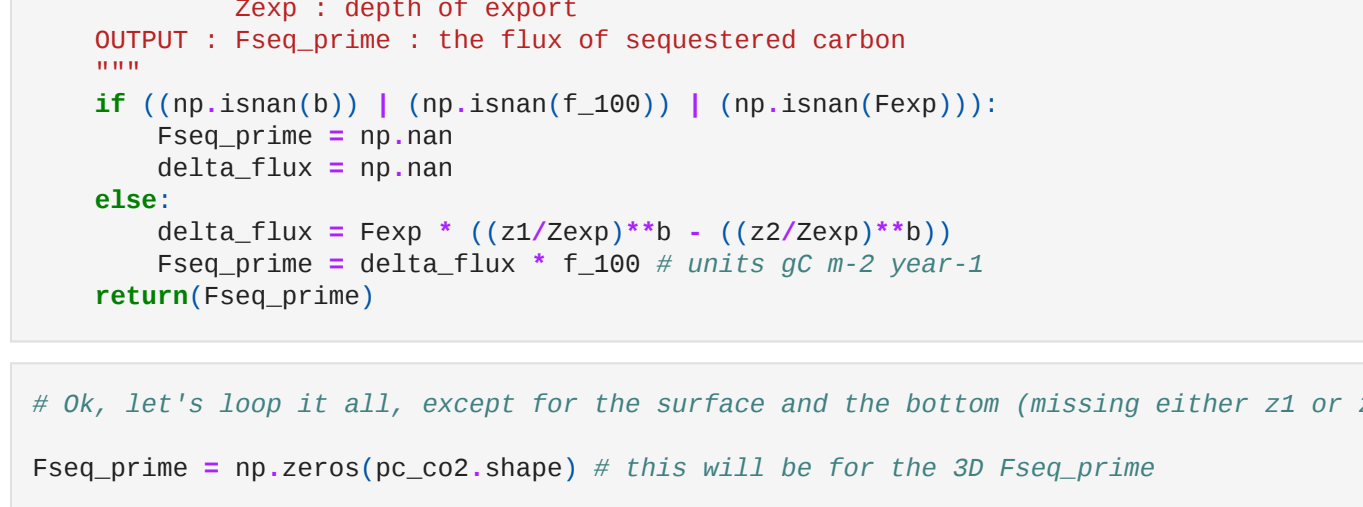 Zexp : depth of export
OUTPUT : Fseq_prime : the flux of sequestered carbon
"""
if ((np.isnan(b)) | (np.isnan(f_100)) | (np.isnan(Fexp))):
Fseq_prime = np.nan
delta_flux = np.nan
else:
delta_flux = Fexp * ((z1/Zexp)**b - ((z2/Zexp)**b))
Fseq_prime = delta_flux * f_100 # units gC m-2 year-1
return(Fseq_prime)
# Ok, let's loop it all, except for the surface and the bottom (missing either z1 or
Fseq_prime = np.zeros(pc_co2.shape) # this will be for the 3D Fseq_prime